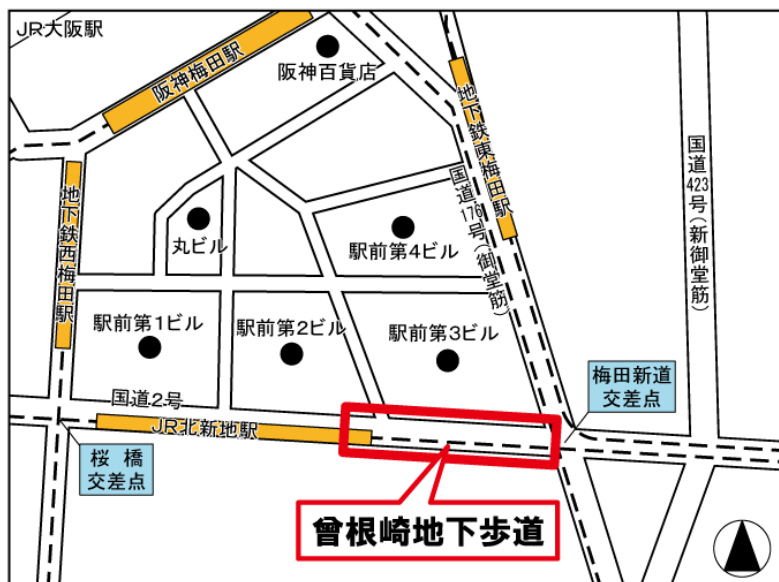 JR大阪駅
阪神梅田駅
阪神百貨店
地下鉄東梅田駅
国道423号(新御堂筋)
国道176号(御堂筋)
地下鉄西梅田駅
丸ビル
駅前第4ビル
駅前第1ビル
駅前第2ビル
駅前第3ビル
梅田新道
交差点
国道2号
JR北新地駅
桜橋
交差点
曾根崎地下歩道